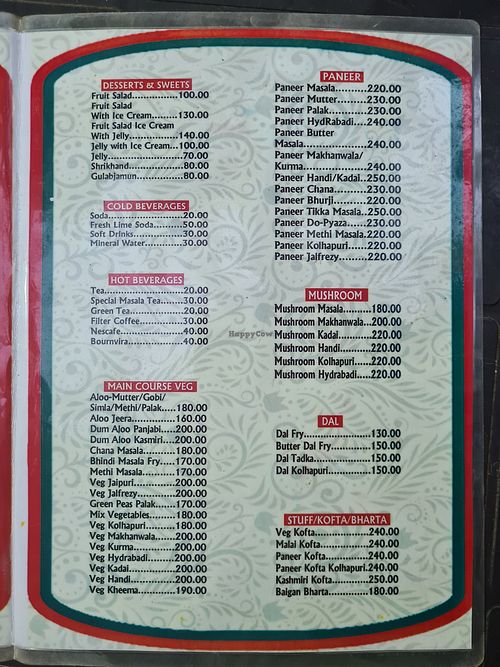 DESSERTS & SWEETS
Fruit Salad................100.00
Fruit Salad
With Ice Cream.........130.00
Fruit Salad Ice Cream
With Jelly................140.00
Jelly with Ice Cream...100.00
Jelly.........................70.00
Shrikhand..................80.00
Gulabjamun................80.00
COLD BEVERAGES
Soda.........................20.00
Fresh Lime Soda........50.00
Soft Drinks................30.00
Mineral Water............30.00
HOT BEVERAGES
Tea...........................20.00
Special Masala Tea......30.00
Green Tea..................20.00
Filter Coffee..............30.00
Nescafe.....................40.00
Bournvira..................40.00
MAIN COURSE VEG
Aloo-Mutter/Gobi/
Simla/Methi/Palak.....180.00
Aloo Jeera...............160.00
Dum Aloo Panjabi.....200.00
Dum Aloo Kasmiri.....200.00
Chana Masala...........180.00
Bhindi Masala Fry......170.00
Methi Masala............170.00
Veg Jaipuri...............200.00
Veg Jalfrezy.............200.00
Green Peas Palak.......170.00
Mix Vegetables..........180.00
Veg Kolhapuri...........180.00
Veg Makhanwala........200.00
Veg Kurma...............200.00
Veg Hydrabadi..........200.00
Veg Kadai.................200.00
Veg Handi.................200.00
Veg Kheema..............190.00
PANEER
Paneer Masala..........220.00
Paneer Mutter..........230.00
Paneer Palak............230.00
Paneer HydRabadi....240.00
Paneer Butter
Masala....................240.00
Paneer Makhanwala/
Kurma....................240.00
Paneer Handi/Kadai..250.00
Paneer Chana..........230.00
Paneer Bhurji..........220.00
Paneer Tikka Masala.250.00
Paneer Do-Pyaza......230.00
Paneer Methi Masala.220.00
Paneer Kolhapuri......220.00
Paneer Jalfrezy.........220.00
MUSHROOM
Mushroom Masala.........180.00
Mushroom Makhanwala...200.00
Mushroom Kadai..........220.00
Mushroom Handi..........220.00
Mushroom Kolhapuri.....220.00
Mushroom Hydrabadi....220.00
DAL
Dal Fry.....................130.00
Butter Dal Fry............150.00
Dal Tadka..................150.00
Dal Kolhapuri.............150.00
STUFF/KOFTA/BHARTA
Veg Kofta................240.00
Malai Kofta..............240.00
Paneer Kofta............240.00
Paneer Kofta Kolhapuri.240.00
Kashmiri Kofta..........250.00
Baigan Bharta...........180.00
HappyCow